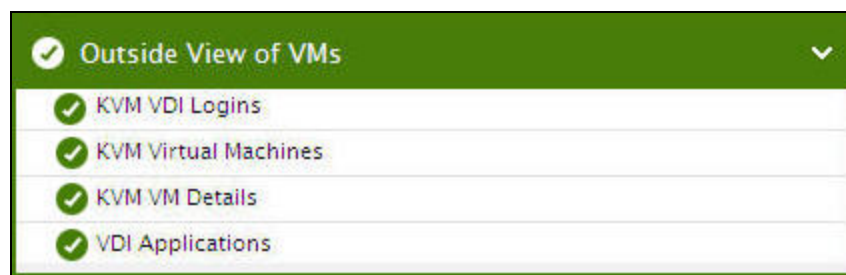 Outside View of VMs
KVM VDI Logins
KVM Virtual Machines
KVM VM Details
VDI Applications